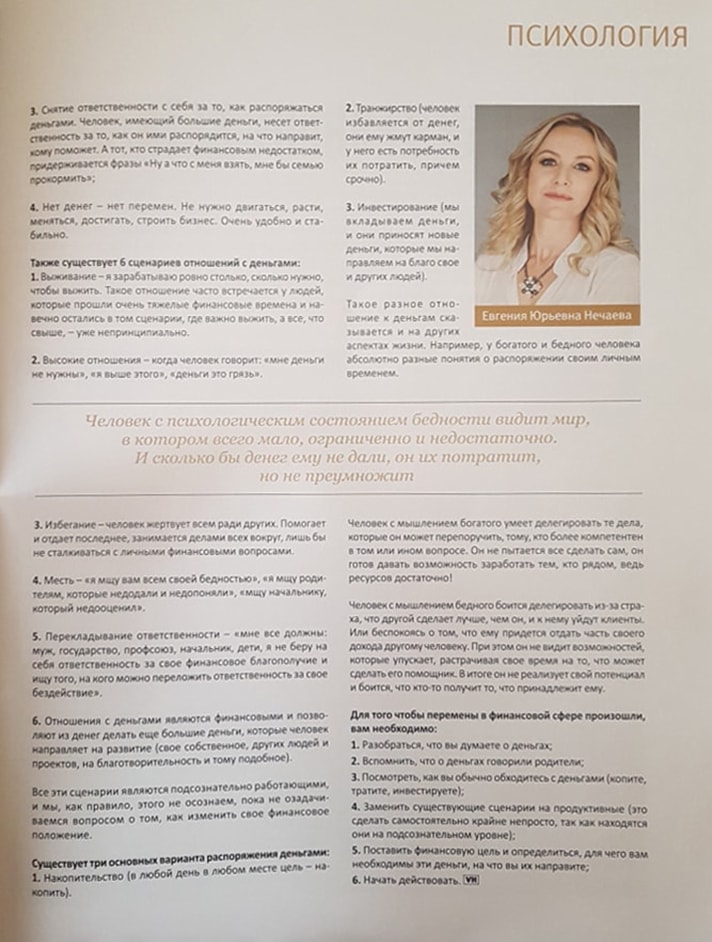 ПСИХОЛОГИЯ
3. Снятие ответственности с себя за то, как распоряжаться
деньгами. Человек, имеющий большие деньги, несет ответ-
ственность за то, как он ими распорядится, на что направит,
кому поможет. А тот, кто страдает финансовым недостатком,
придерживается фразы «Ну а что с меня взять, мне бы семью
прокормить»;
4. Нет денег – нет перемен. Не нужно двигаться, расти,
меняться, достигать, строить бизнес. Очень удобно и ста-
бильно.
Также существует 6 сценариев отношений с деньгами:
1. Выживание – я зарабатываю ровно столько, сколько нужно,
чтобы выжить. Такое отношение часто встречается у людей,
которые прошли очень тяжелые финансовые времена и на-
вечно остались в том сценарии, где важно выжить, а все, что
свыше, – уже непринципиально.
2. Высокие отношения – когда человек говорит: «мне деньги
не нужны», «я выше этого», «деньги это грязь».
2. Транжирство (человек
избавляется от денег,
они ему жмут карман, и
у него есть потребность
их потратить, причем
срочно).
3. Инвестирование (мы
вкладываем деньги,
и они приносят новые
деньги, которые мы на-
правляем на благо свое
и других людей).
Такое разное отно-
шение к деньгам ска-
зывается и на других
аспектах жизни. Например, у богатого и бедного человека
абсолютно разные понятия о распоряжении своим личным
временем.
Евгения Юрьевна Нечаева
Человек с психологическим состоянием бедности видит мир,
в котором всего мало, ограниченно и недостаточно.
И сколько бы денег ему не дали, он их потратит,
но не преумножит
3. Избегание – человек жертвует всем ради других. Помогает
и отдает последнее, занимается делами всех вокруг, лишь бы
не сталкиваться с личными финансовыми вопросами.
4. Месть – «я мщу вам всем своей бедностью», «я мщу роди-
телям, которые недодали и недопоняли», «мщу начальнику,
который недооценил».
5. Перекладывание ответственности – «мне все должны:
муж, государство, профсоюз, начальник, дети, я не беру на
себя ответственность за свое финансовое благополучие и
ищу того, на кого можно переложить ответственность за свое
бездействие».
6. Отношения с деньгами являются финансовыми и позво-
ляют из денег делать еще большие деньги, которые человек
направляет на развитие (свое собственное, других людей и
проектов, на благотворительность и тому подобное).
Все эти сценарии являются подсознательно работающими,
и мы, как правило, этого не осознаем, пока не озадачи-
ваемся вопросом о том, как изменить свое финансовое
положение.
Существует три основных варианта распоряжения деньгами:
1. Накопительство (в любой день в любом месте цель – на-
копить).
Человек с мышлением богатого умеет делегировать те дела,
которые он может перепоручить, тому, кто более компетентен
в том или ином вопросе. Он не пытается все сделать сам, он
готов давать возможность заработать тем, кто рядом, ведь
ресурсов достаточно!
Человек с мышлением бедного боится делегировать из-за стра-
ха, что другой сделает лучше, чем он, и к нему уйдут клиенты.
Или беспокоясь о том, что ему придется отдать часть своего
дохода другому человеку. При этом он не видит возможностей,
которые упускает, растрачивая свое время на то, что может
сделать его помощник. В итоге он не реализует свой потенциал
и боится, что кто-то получит то, что принадлежит ему.
Для того чтобы перемены в финансовой сфере произошли,
вам необходимо:
1. Разобраться, что вы думаете о деньгах;
2. Вспомнить, что о деньгах говорили родители;
3. Посмотреть, как вы обычно обходитесь с деньгами (копите,
тратите, инвестируете);
4. Заменить существующие сценарии на продуктивные (это
сделать самостоятельно крайне непросто, так как находятся
они на подсознательном уровне);
5. Поставить финансовую цель и определиться, для чего вам
необходимы эти деньги, на что вы их направите;
6. Начать действовать. УН